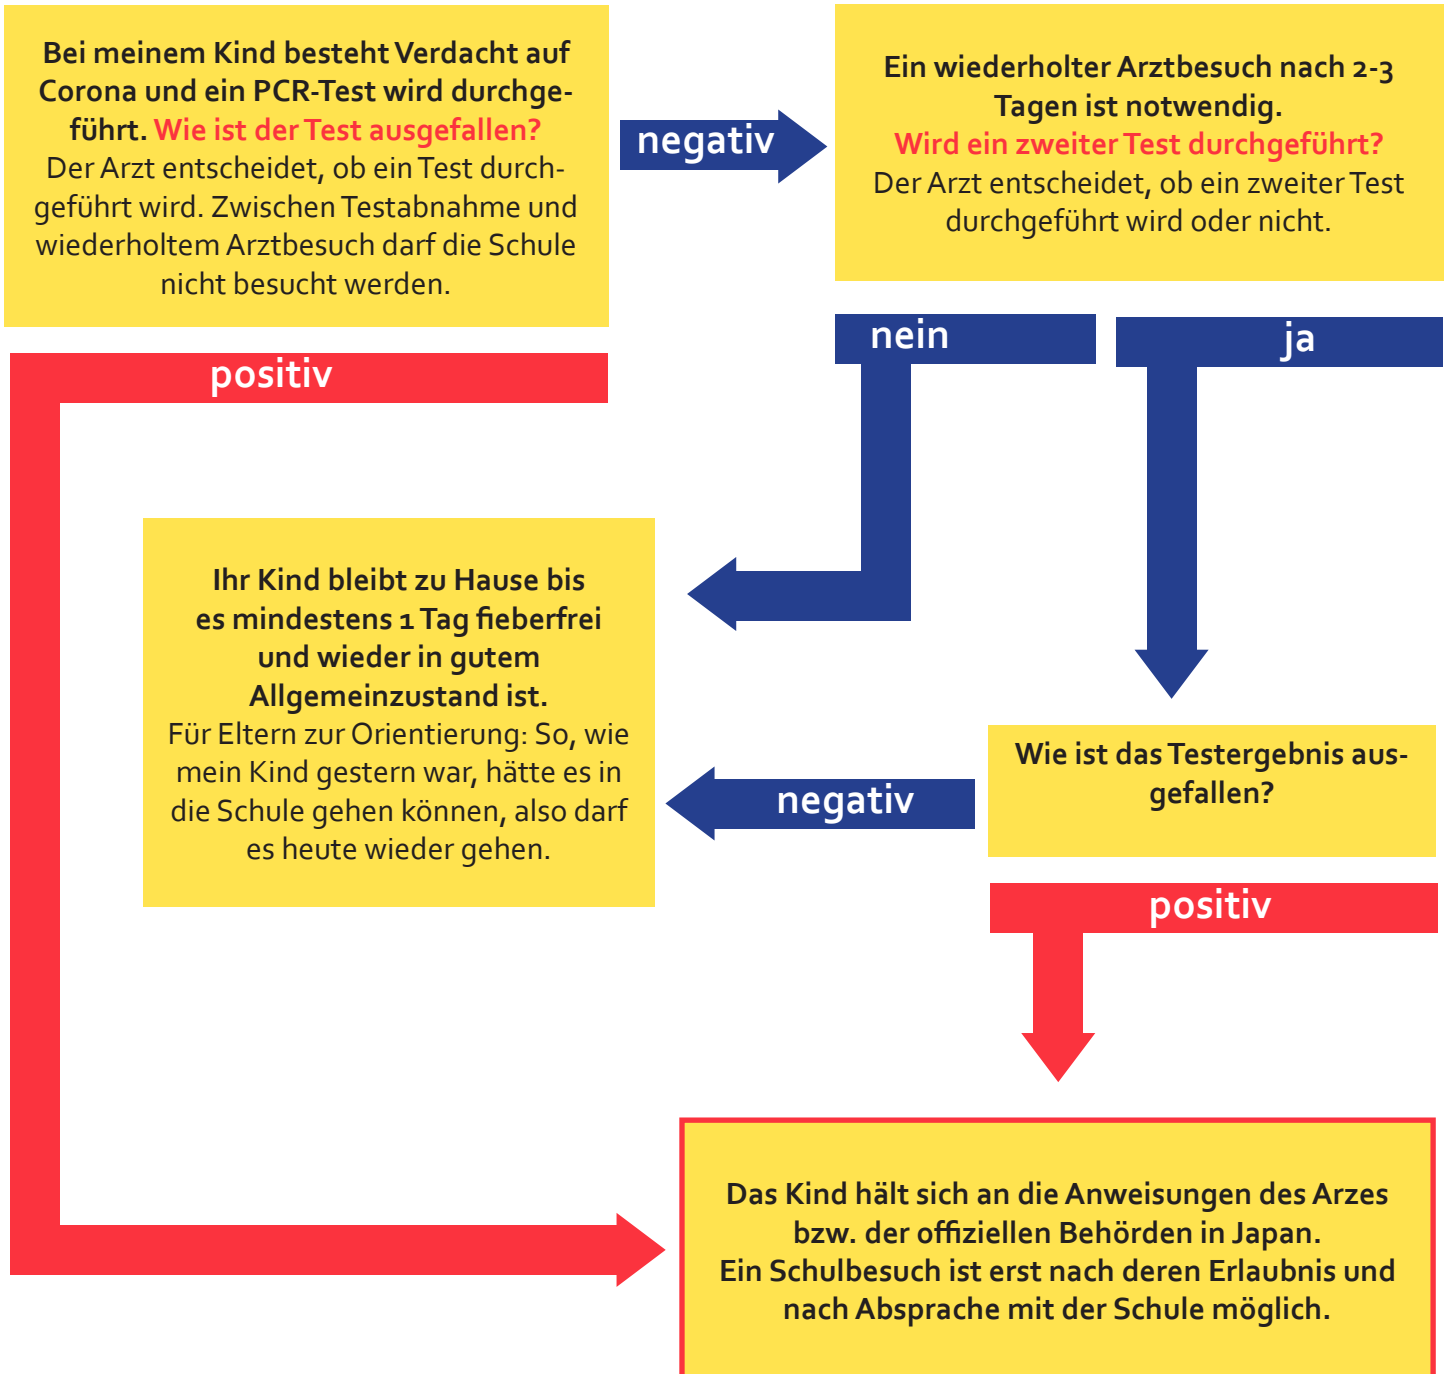 Bei meinem Kind besteht Verdacht auf
Corona und ein PCR-Test wird durchge-
führt. Wie ist der Test ausgefallen?
Der Arzt entscheidet, ob ein Test durch-
geführt wird. Zwischen Testabnahme und
wiederholtem Arztbesuch darf die Schule
nicht besucht werden.
negativ
Ein wiederholter Arztbesuch nach 2-3
Tagen ist notwendig.
Wird ein zweiter Test durchgeführt?
Der Arzt entscheidet, ob ein zweiter Test
durchgeführt wird oder nicht.
nein
ja
positiv
Ihr Kind bleibt zu Hause bis
es mindestens 1 Tag fieberfrei
und wieder in gutem
Allgemeinzustand ist.
Für Eltern zur Orientierung: So, wie
mein Kind gestern war, hätte es in
die Schule gehen können, also darf
es heute wieder gehen.
negativ
Wie ist das Testergebnis aus-
gefallen?
positiv
Das Kind hält sich an die Anweisungen des Arzes
bzw. der offiziellen Behörden in Japan.
Ein Schulbesuch ist erst nach deren Erlaubnis und
nach Absprache mit der Schule möglich.